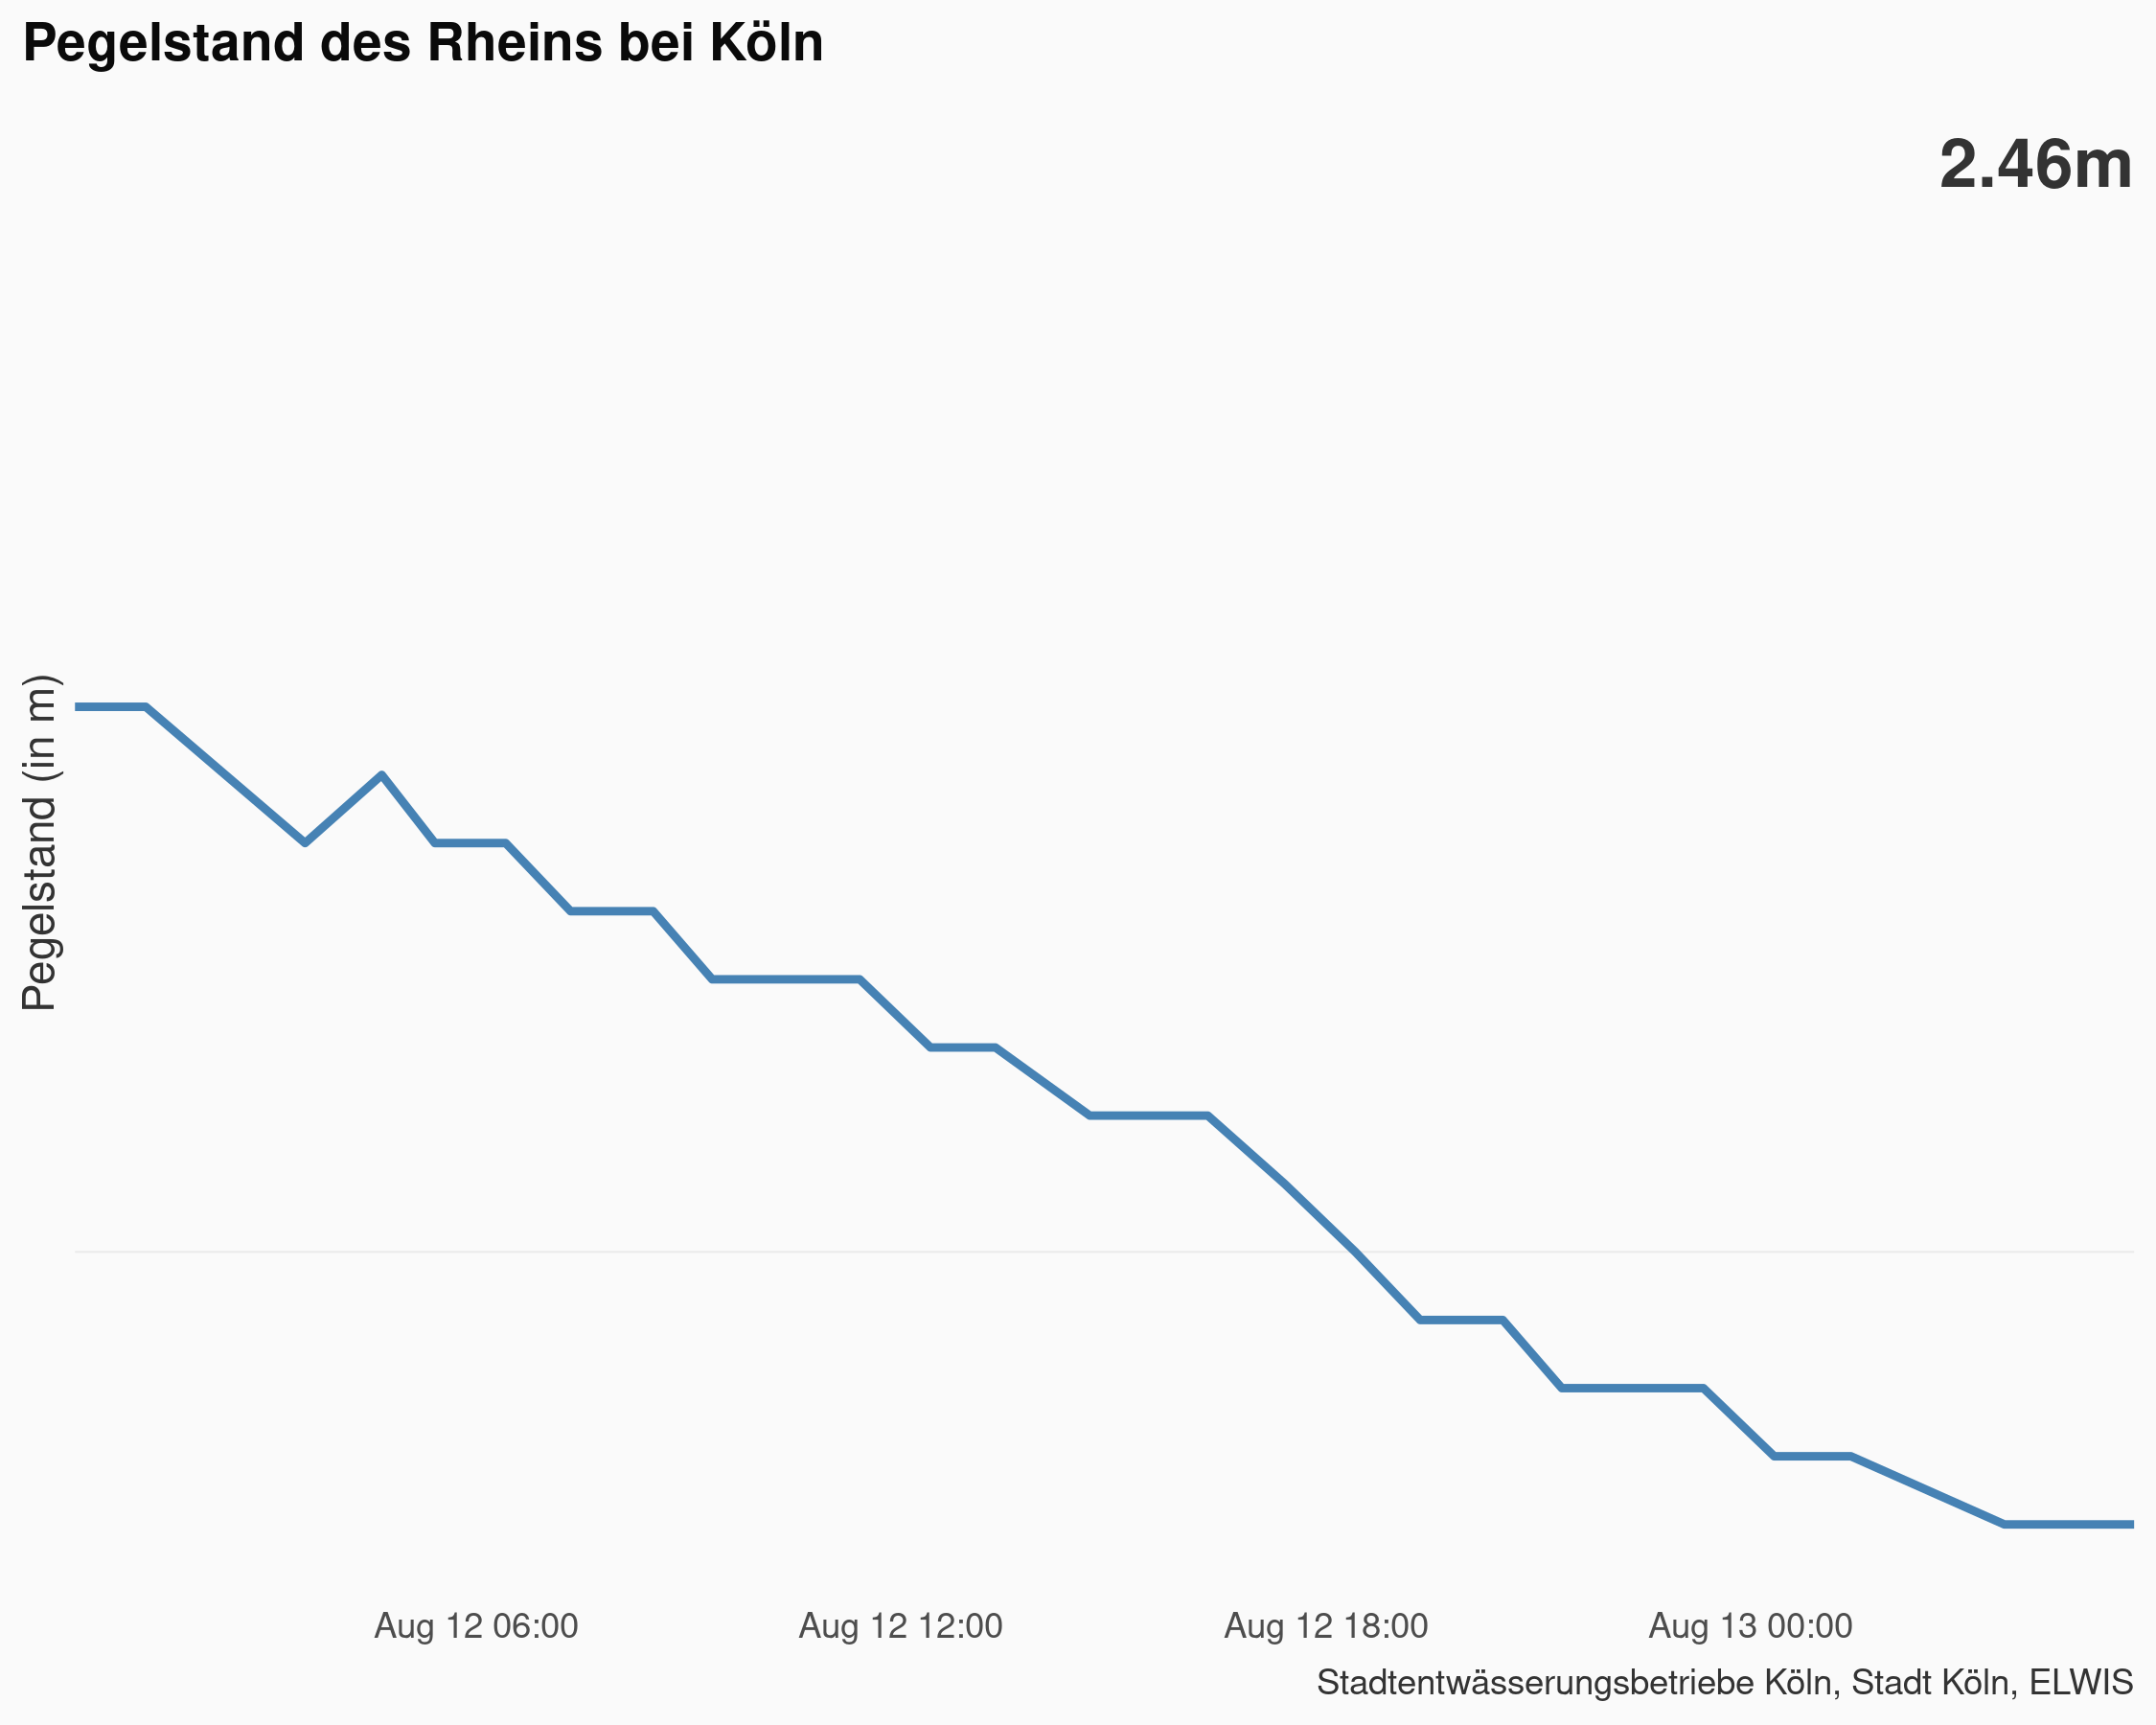 Pegelstand des Rheins bei Köln
2.46m
Pegelstand (in m)
Aug 12 06:00
Aug 12 12:00
Aug 12 18:00
Aug 13 00:00
Stadtentwässerungsbetriebe Köln, Stadt Köln, ELWIS